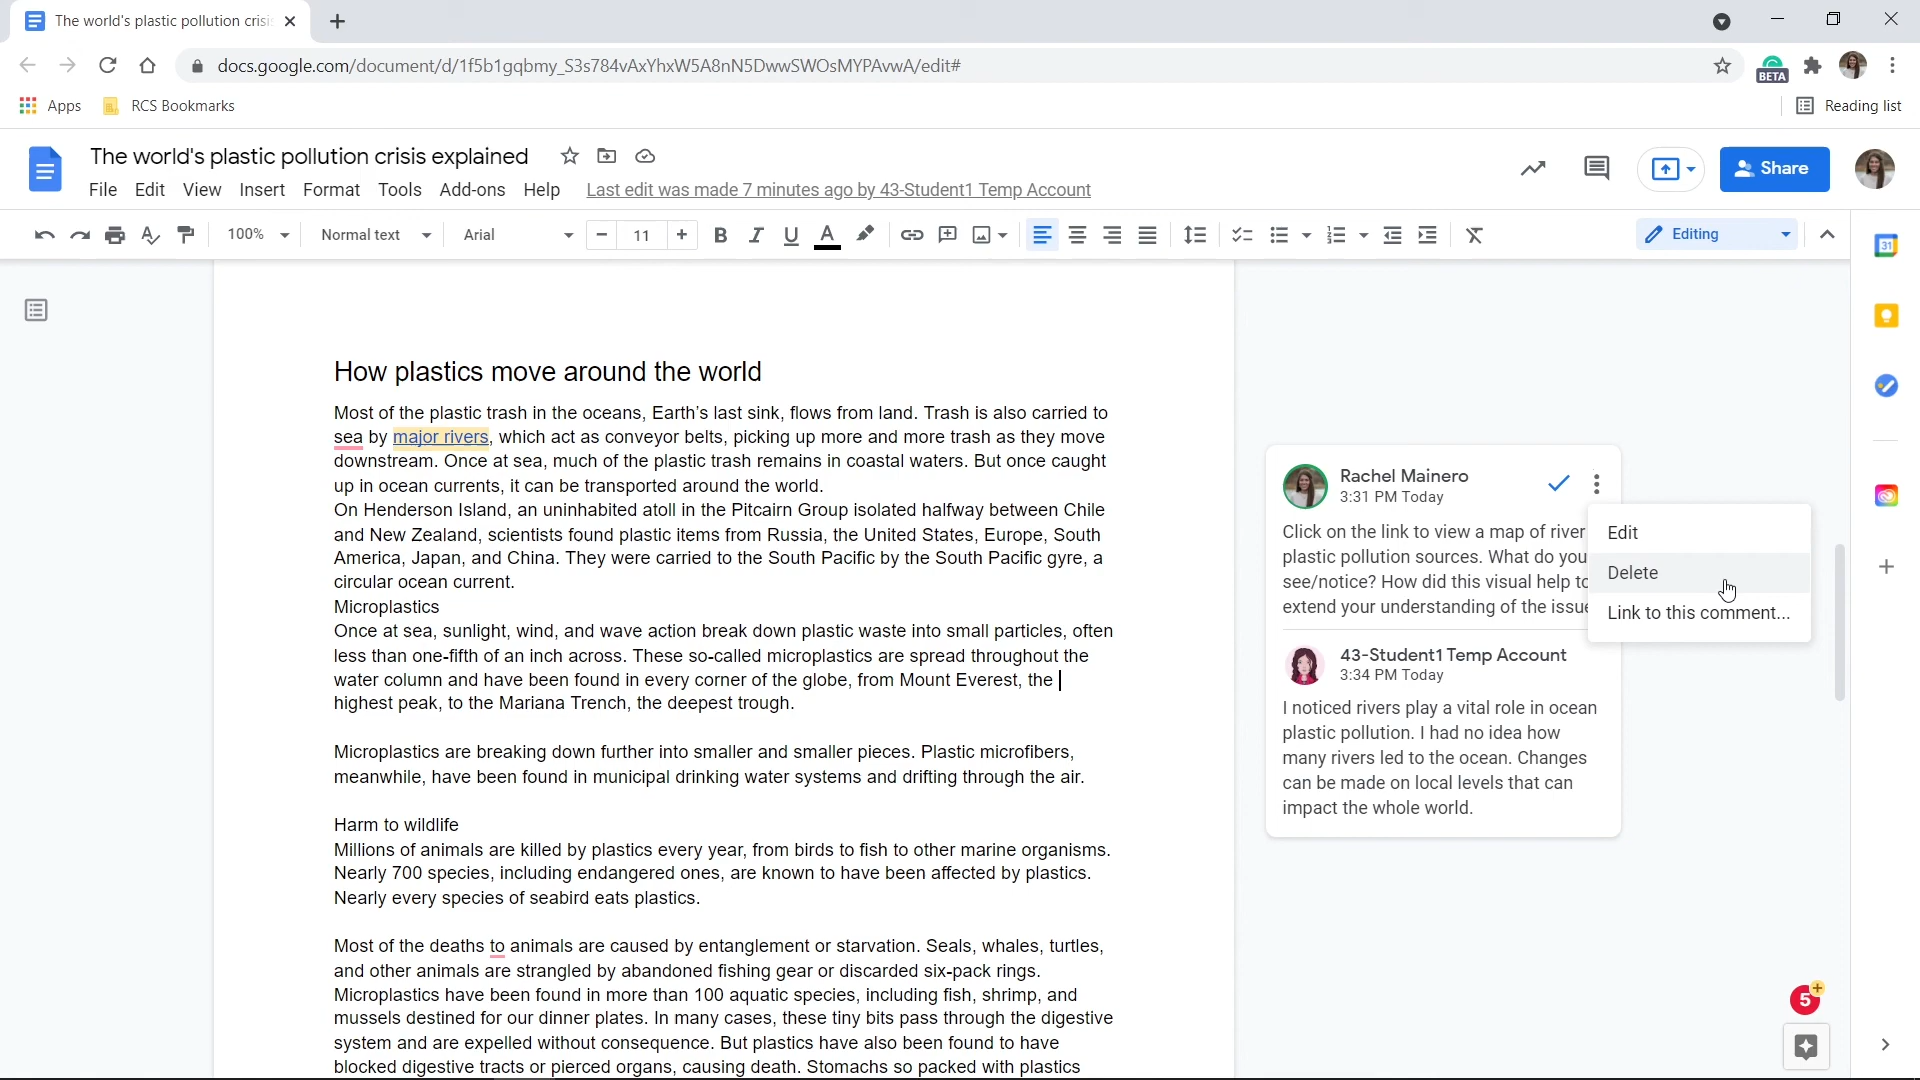 The world's plastic pollution crisis
docs.google.com/document/d/1f5b1gqbmy_S3s784vAxYhxW5A8nN5DwwSWOsMYPAvwA/edit#
BETA
Apps
RCS Bookmarks
Reading list
The world's plastic pollution crisis explained
File Edit View Insert Format Tools Add-ons Help Last edit was made 7 minutes ago by 43-Student1 Temp Account
Share
100% Normal text Arial 11 B I U A Editing
31
How plastics move around the world
Most of the plastic trash in the oceans, Earth's last sink, flows from land. Trash is also carried to
sea by major rivers, which act as conveyor belts, picking up more and more trash as they move
downstream. Once at sea, much of the plastic trash remains in coastal waters. But once caught
up in ocean currents, it can be transported around the world.
On Henderson Island, an uninhabited atoll in the Pitcairn Group isolated halfway between Chile
and New Zealand, scientists found plastic items from Russia, the United States, Europe, South
America, Japan, and China. They were carried to the South Pacific by the South Pacific gyre, a
circular ocean current.
Microplastics
Once at sea, sunlight, wind, and wave action break down plastic waste into small particles, often
less than one-fifth of an inch across. These so-called microplastics are spread throughout the
water column and have been found in every corner of the globe, from Mount Everest, the
highest peak, to the Mariana Trench, the deepest trough.
Microplastics are breaking down further into smaller and smaller pieces. Plastic microfibers,
meanwhile, have been found in municipal drinking water systems and drifting through the air.
Harm to wildlife
Millions of animals are killed by plastics every year, from birds to fish to other marine organisms.
Nearly 700 species, including endangered ones, are known to have been affected by plastics.
Nearly every species of seabird eats plastics.
Most of the deaths to animals are caused by entanglement or starvation. Seals, whales, turtles,
and other animals are strangled by abandoned fishing gear or discarded six-pack rings.
Microplastics have been found in more than 100 aquatic species, including fish, shrimp, and
mussels destined for our dinner plates. In many cases, these tiny bits pass through the digestive
system and are expelled without consequence. But plastics have also been found to have
blocked digestive tracts or pierced organs, causing death. Stomachs so packed with plastics
Rachel Mainero
3:31 PM Today
Click on the link to view a map of river
plastic pollution sources. What do you
see/notice? How did this visual help to
extend your understanding of the issue
Edit
Delete
Link to this comment...
43-Student1 Temp Account
3:34 PM Today
I noticed rivers play a vital role in ocean
plastic pollution. I had no idea how
many rivers led to the ocean. Changes
can be made on local levels that can
impact the whole world.
5